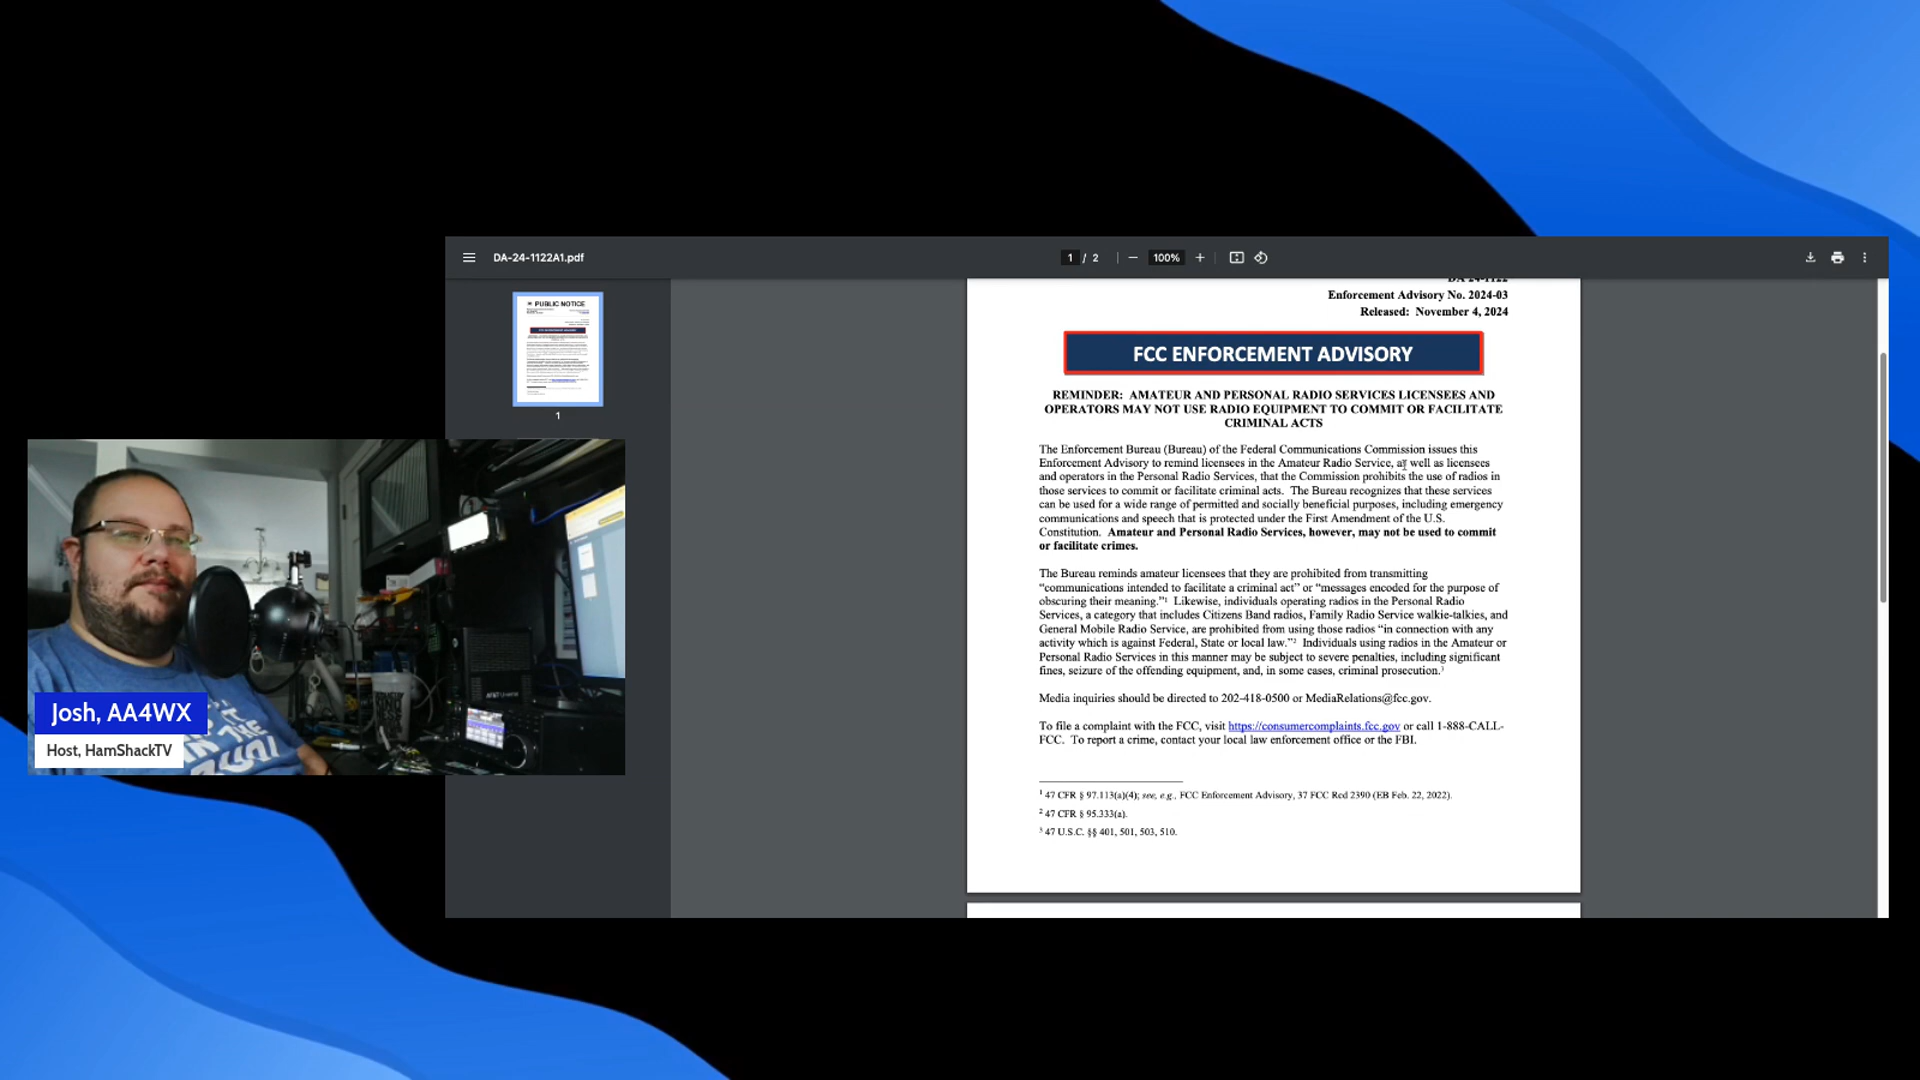 DA-24-1122A1.pdf
1 / 2
100%
PUBLIC NOTICE
FCC ENFORCEMENT ADVISORY
1
DA 24-1122
Enforcement Advisory No. 2024-03
Released: November 4, 2024
FCC ENFORCEMENT ADVISORY
REMINDER: AMATEUR AND PERSONAL RADIO SERVICES LICENSEES AND
OPERATORS MAY NOT USE RADIO EQUIPMENT TO COMMIT OR FACILITATE
CRIMINAL ACTS
The Enforcement Bureau (Bureau) of the Federal Communications Commission issues this
Enforcement Advisory to remind licensees in the Amateur Radio Service, as well as licensees
and operators in the Personal Radio Services, that the Commission prohibits the use of radios in
those services to commit or facilitate criminal acts. The Bureau recognizes that these services
can be used for a wide range of permitted and socially beneficial purposes, including emergency
communications and speech that is protected under the First Amendment of the U.S.
Constitution. Amateur and Personal Radio Services, however, may not be used to commit
or facilitate crimes.
The Bureau reminds amateur licensees that they are prohibited from transmitting
“communications intended to facilitate a criminal act” or “messages encoded for the purpose of
obscuring their meaning.”1 Likewise, individuals operating radios in the Personal Radio
Services, a category that includes Citizens Band radios, Family Radio Service walkie-talkies, and
General Mobile Radio Service, are prohibited from using those radios “in connection with any
activity which is against Federal, State or local law.”2 Individuals using radios in the Amateur or
Personal Radio Services in this manner may be subject to severe penalties, including significant
fines, seizure of the offending equipment, and, in some cases, criminal prosecution.3
Media inquiries should be directed to 202-418-0500 or MediaRelations@fcc.gov.
To file a complaint with the FCC, visit https://consumercomplaints.fcc.gov or call 1-888-CALL-
FCC. To report a crime, contact your local law enforcement office or the FBI.
1 47 CFR § 97.113(a)(4); see, e.g., FCC Enforcement Advisory, 37 FCC Rcd 2390 (EB Feb. 22, 2022).
2 47 CFR § 95.333(a).
3 47 U.S.C. §§ 401, 501, 503, 510.
Josh, AA4WX
Host, HamShackTV
IN THE